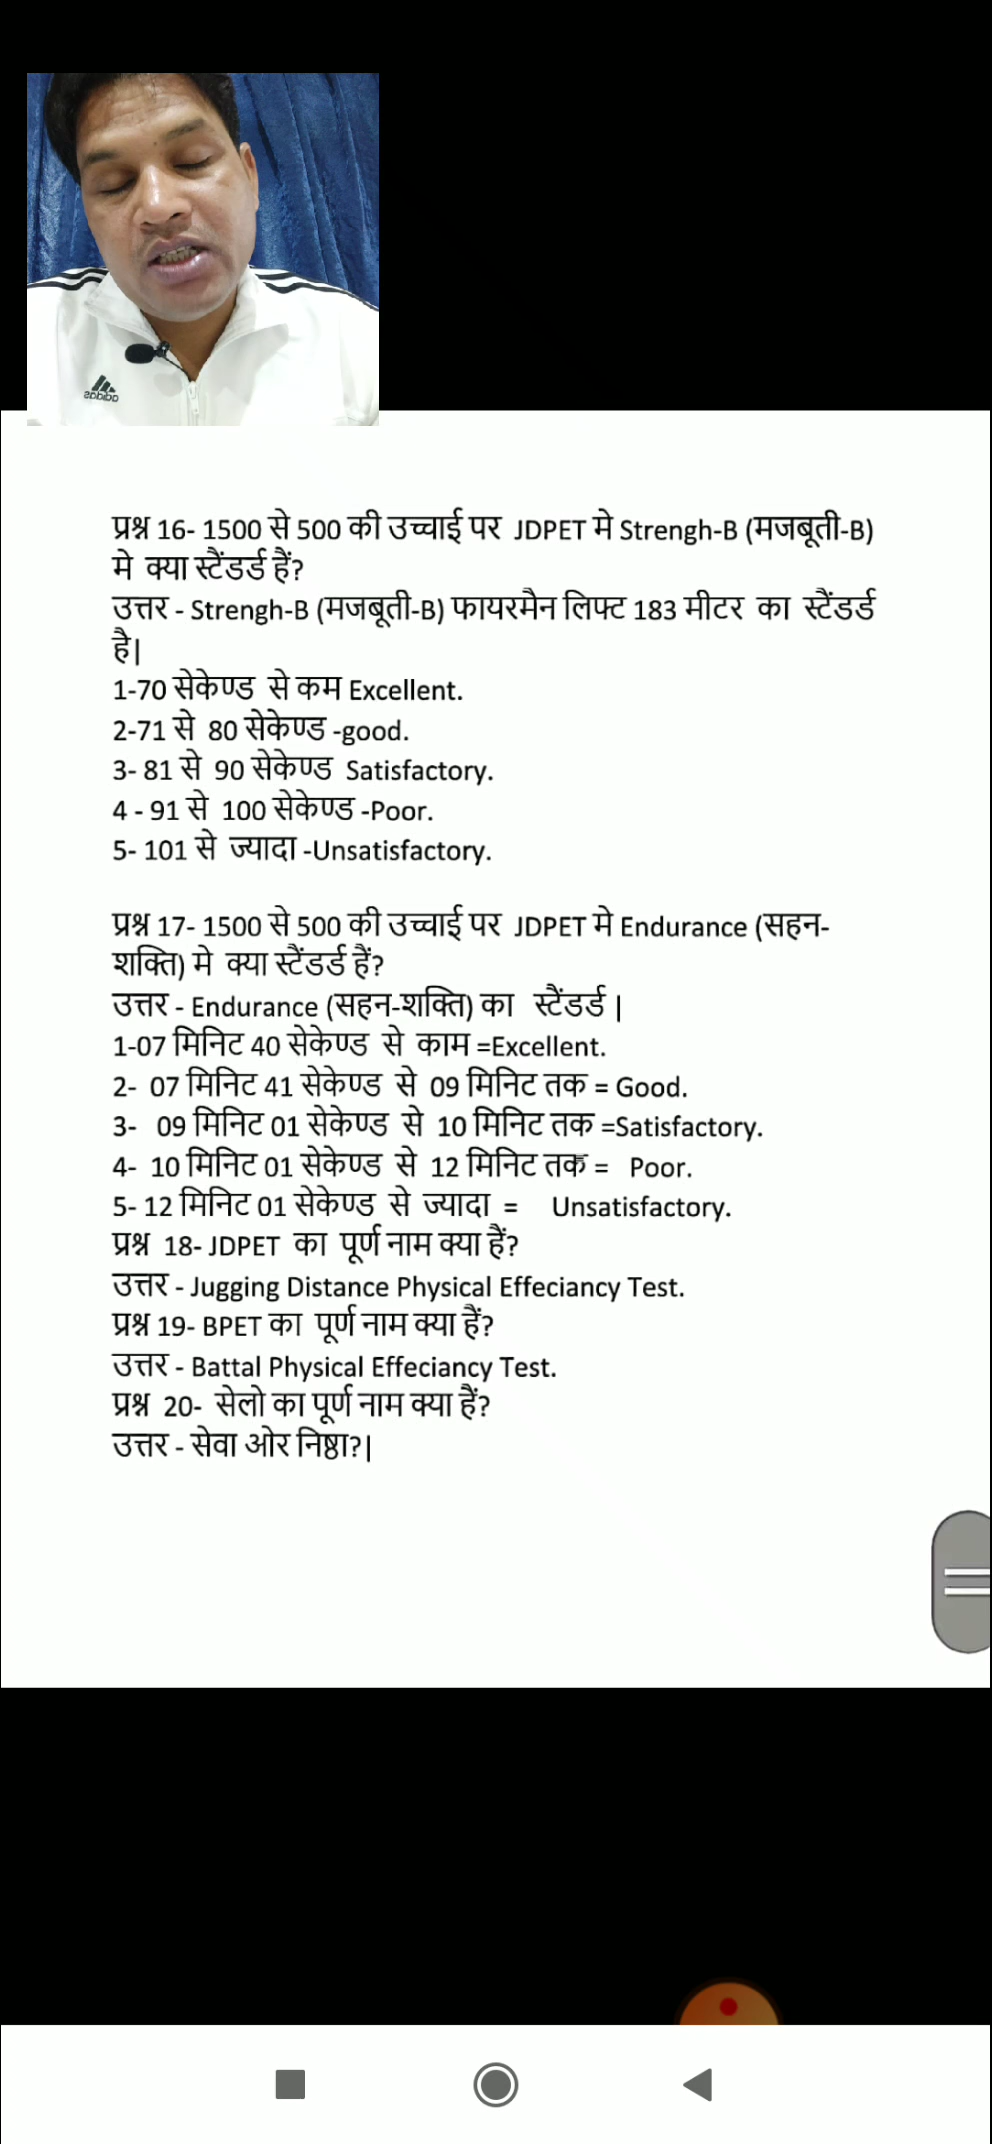 adidas
प्रश्न 16- 1500 से 500 की उच्चाई पर JDPET मे Strengh-B (मजबूती-B)
मे क्या स्टैंडर्ड हैं?
उत्तर - Strengh-B (मजबूती-B) फायरमैन लिफ्ट 183 मीटर का स्टैंडर्ड
है|
1-70 सेकेण्ड से कम Excellent.
2-71 से 80 सेकेण्ड -good.
3- 81 से 90 सेकेण्ड Satisfactory.
4 - 91 से 100 सेकेण्ड -Poor.
5- 101 से ज्यादा -Unsatisfactory.
प्रश्न 17- 1500 से 500 की उच्चाई पर JDPET मे Endurance (सहन-
शक्ति) मे क्या स्टैंडर्ड हैं?
उत्तर - Endurance (सहन-शक्ति) का स्टैंडर्ड |
1-07 मिनिट 40 सेकेण्ड से काम =Excellent.
2- 07 मिनिट 41 सेकेण्ड से 09 मिनिट तक = Good.
3- 09 मिनिट 01 सेकेण्ड से 10 मिनिट तक =Satisfactory.
4- 10 मिनिट 01 सेकेण्ड से 12 मिनिट तक = Poor.
5- 12 मिनिट 01 सेकेण्ड से ज्यादा = Unsatisfactory.
प्रश्न 18- JDPET का पूर्ण नाम क्या हैं?
उत्तर - Jugging Distance Physical Effeciancy Test.
प्रश्न 19- BPET का पूर्ण नाम क्या हैं?
उत्तर - Battal Physical Effeciancy Test.
प्रश्न 20- सेलो का पूर्ण नाम क्या हैं?
उत्तर - सेवा ओर निष्ठा?|